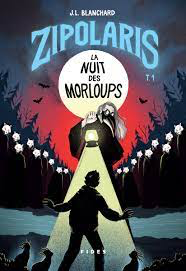 J.L. BLANCHARD
ZIPOLARIS
T.1
LA
NUIT
DES
MORLOUPS
FIDES